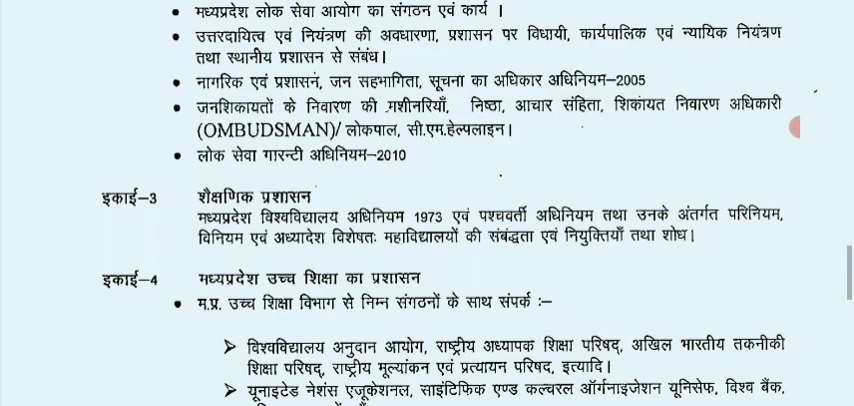 • मध्यप्रदेश लोक सेवा आयोग का संगठन एवं कार्य ।
• उत्तरदायित्व एवं नियंत्रण की अवधारणा, प्रशासन पर विधायी, कार्यपालिक एवं न्यायिक नियंत्रण
तथा स्थानीय प्रशासन से संबंध।
• नागरिक एवं प्रशासन, जन सहभागिता, सूचना का अधिकार अधिनियम–2005
• जनशिकायतों के निवारण की मशीनरियाँ, निष्ठा, आचार संहिता, शिकायत निवारण अधिकारी
(OMBUDSMAN)/ लोकपाल, सी.एम.हेल्पलाइन।
• लोक सेवा गारन्टी अधिनियम–2010
इकाई–3 शैक्षणिक प्रशासन
मध्यप्रदेश विश्वविद्यालय अधिनियम 1973 एवं पश्चवर्ती अधिनियम तथा उनके अंतर्गत परिनियम,
विनियम एवं अध्यादेश विशेषतः महाविद्यालयों की संबंद्धता एवं नियुक्तियाँ तथा शोध।
इकाई–4 मध्यप्रदेश उच्च शिक्षा का प्रशासन
• म.प्र. उच्च शिक्षा विभाग से निम्न संगठनों के साथ संपर्क :–
➢ विश्वविद्यालय अनुदान आयोग, राष्ट्रीय अध्यापक शिक्षा परिषद्, अखिल भारतीय तकनीकी
शिक्षा परिषद्, राष्ट्रीय मूल्यांकन एवं प्रत्यायन परिषद, इत्यादि।
➢ यूनाइटेड नेशंस एजूकेशनल, साइंटिफिक एण्ड कल्चरल ऑर्गनाइजेशन यूनिसेफ, विश्व बैंक,